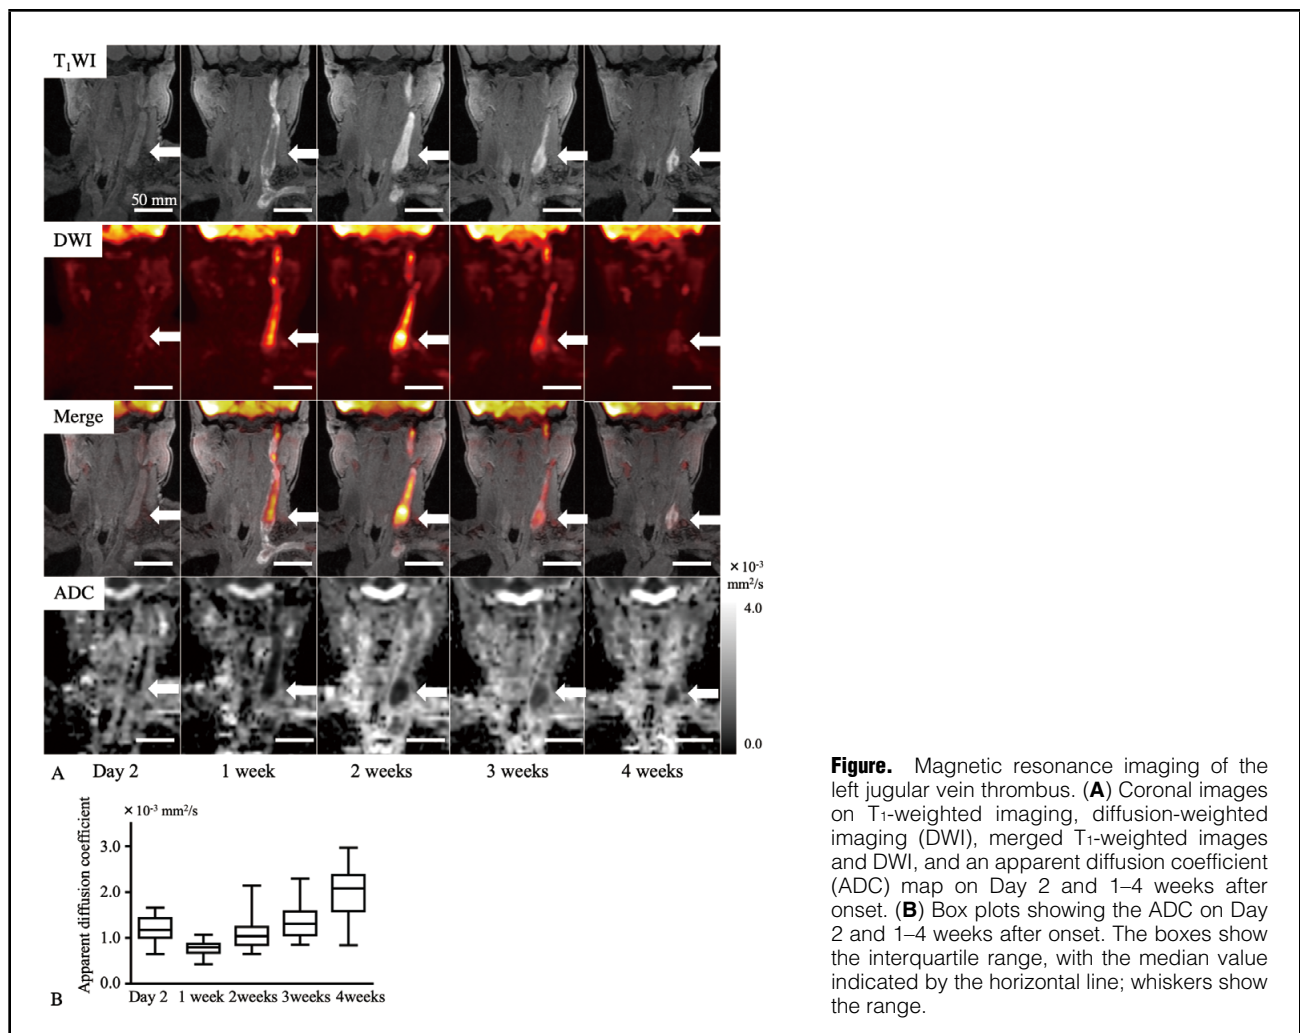 T₁WI
50 mm
DWI
Merge
× 10⁻³
mm²/s
ADC
4.0
0.0
A
Day 2
1 week
2 weeks
3 weeks
4 weeks
× 10⁻³ mm²/s
Apparent diffusion coefficient
3.0
2.0
1.0
0.0
B
Day 2
1 week
2weeks
3weeks
4weeks
Figure. Magnetic resonance imaging of the
left jugular vein thrombus. (A) Coronal images
on T₁-weighted imaging, diffusion-weighted
imaging (DWI), merged T₁-weighted images
and DWI, and an apparent diffusion coefficient
(ADC) map on Day 2 and 1–4 weeks after
onset. (B) Box plots showing the ADC on Day
2 and 1–4 weeks after onset. The boxes show
the interquartile range, with the median value
indicated by the horizontal line; whiskers show
the range.